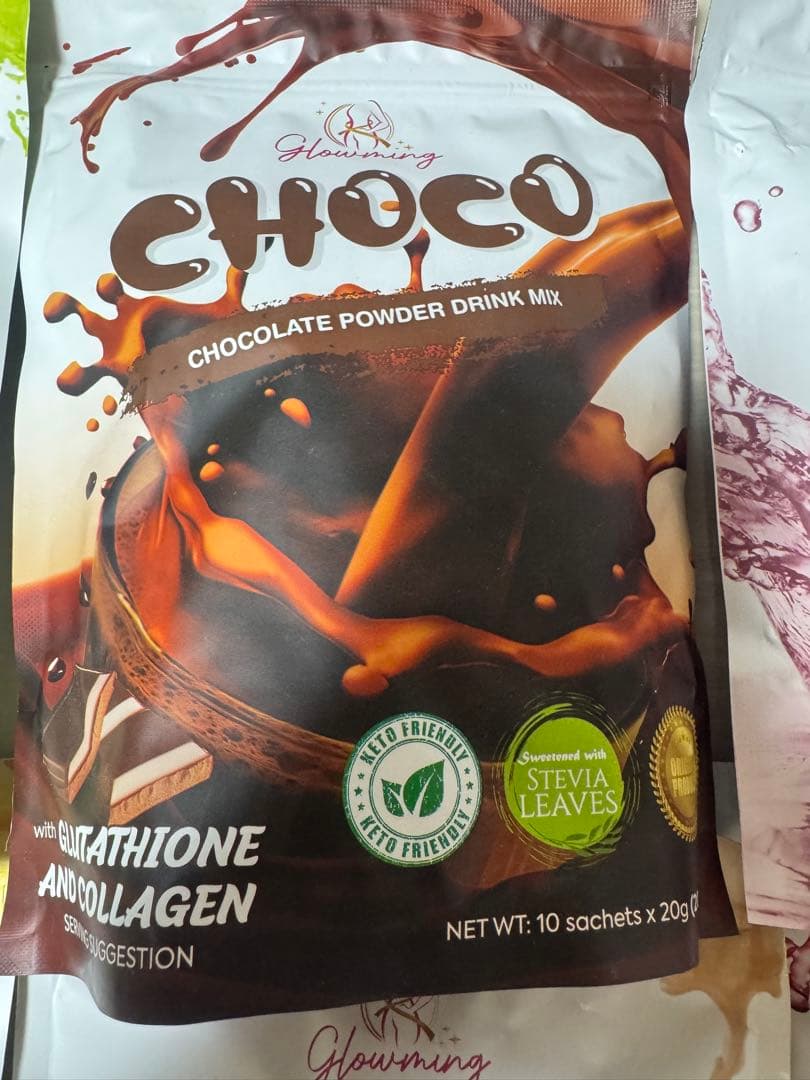 Glowming
CHOCO
CHOCOLATE POWDER DRINK MIX
KETO FRIENDLY
KETO FRIENDLY
Sweetened with
STEVIA
LEAVES
with GLUTATHIONE
AND COLLAGEN
SERVING SUGGESTION
NET WT: 10 sachets x 20g
Glowming